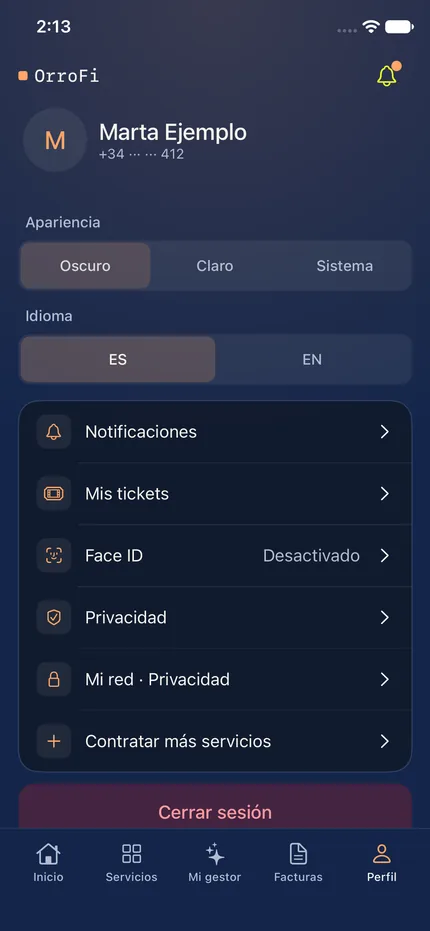 2:13
OrroFi
M
Marta Ejemplo
+34 ··· ··· 412
Apariencia
Oscuro Claro Sistema
Idioma
ES EN
Notificaciones
Mis tickets
Face ID Desactivado
Privacidad
Mi red · Privacidad
Contratar más servicios
Cerrar sesión
Inicio Servicios Mi gestor Facturas Perfil